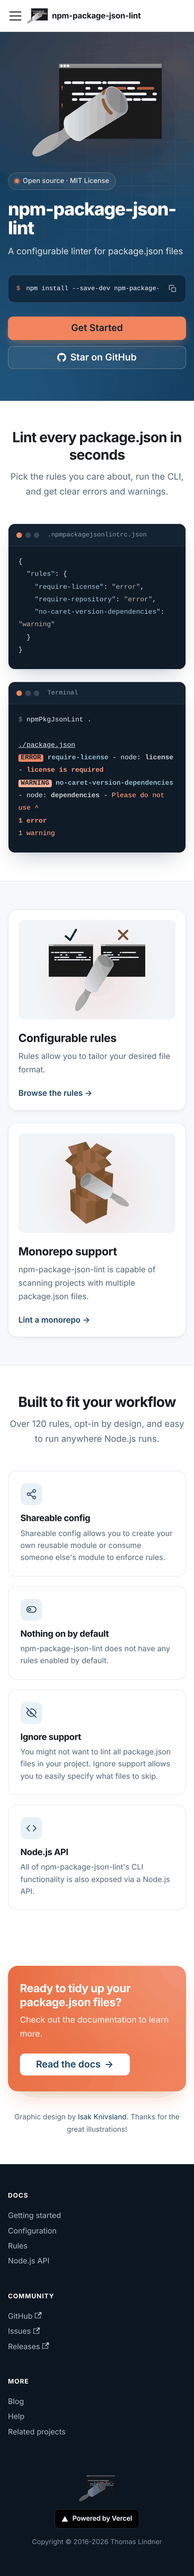 npm-package-json-lint
Open source · MIT License
npm-package-json-
lint
A configurable linter for package.json files
$ npm install --save-dev npm-package-
Get Started
Star on GitHub
Lint every package.json in
seconds
Pick the rules you care about, run the CLI,
and get clear errors and warnings.
.npmpackagejsonlintrc.json
{
"rules": {
"require-license": "error",
"require-repository": "error",
"no-caret-version-dependencies":
"warning"
}
}
Terminal
$ npmPkgJsonLint .
./package.json
ERROR require-license - node: license
- license is required
WARNING no-caret-version-dependencies
- node: dependencies - Please do not
use ^
1 error
1 warning
Configurable rules
Rules allow you to tailor your desired file
format.
Browse the rules →
Monorepo support
npm-package-json-lint is capable of
scanning projects with multiple
package.json files.
Lint a monorepo →
Built to fit your workflow
Over 120 rules, opt-in by design, and easy
to run anywhere Node.js runs.
Shareable config
Shareable config allows you to create your
own reusable module or consume
someone else's module to enforce rules.
Nothing on by default
npm-package-json-lint does not have any
rules enabled by default.
Ignore support
You might not want to lint all package.json
files in your project. Ignore support allows
you to easily specify what files to skip.
Node.js API
All of npm-package-json-lint's CLI
functionality is also exposed via a Node.js
API.
Ready to tidy up your
package.json files?
Check out the documentation to learn
more.
Read the docs →
Graphic design by Isak Knivsland. Thanks for the
great illustrations!
DOCS
Getting started
Configuration
Rules
Node.js API
COMMUNITY
GitHub
Issues
Releases
MORE
Blog
Help
Related projects
Powered by Vercel
Copyright © 2016-2026 Thomas Lindner